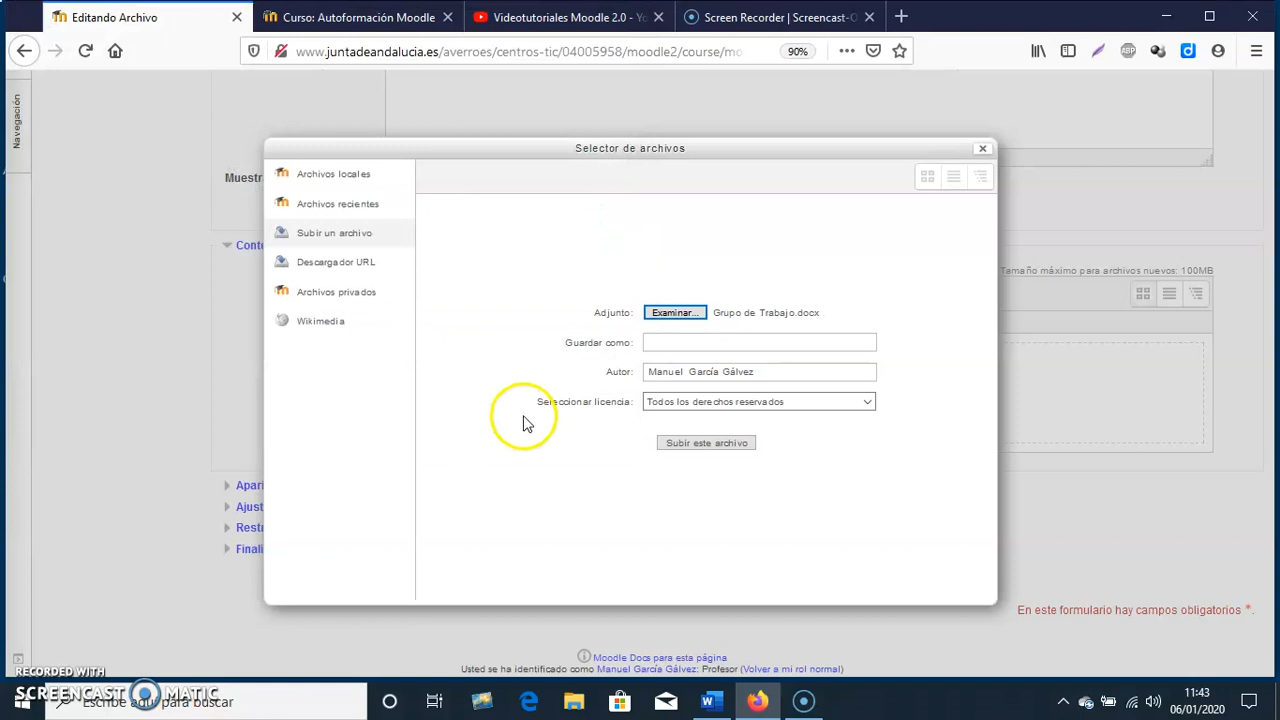 Editando Archivo
Curso: Autoformación Moodle
Videotutoriales Moodle 2.0 - Yo
Screen Recorder | Screencast-O
www.juntadeandalucia.es/averroes/centros-tic/04005958/moodle2/course/mo
90%
ABP
Navegación
Selector de archivos
Archivos locales
Archivos recientes
Subir un archivo
Descargador URL
Archivos privados
Wikimedia
Adjunto: Examinar... Grupo de Trabajo.docx
Guardar como:
Autor: Manuel García Gálvez
Seleccionar licencia: Todos los derechos reservados
Subir este archivo
Muestr
Conte
Tamaño máximo para archivos nuevos: 100MB
Apari
Ajust
Restr
Finali
En este formulario hay campos obligatorios *.
Moodle Docs para esta página
Usted se ha identificado como Manuel García Gálvez: Profesor (Volver a mi rol normal)
RECORDED WITH
SCREENCAST MATIC
Escribe aquí para buscar
11:43
06/01/2020